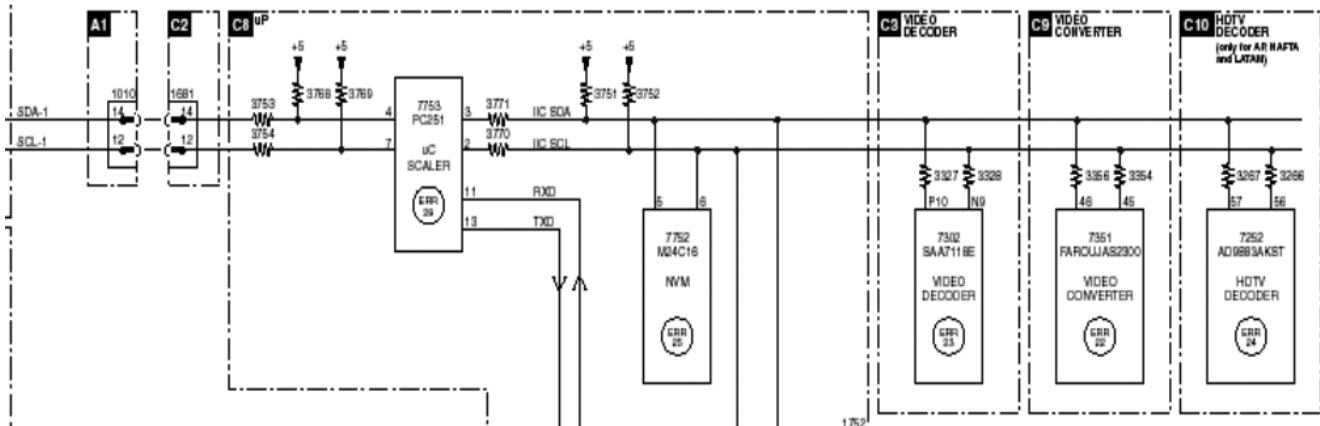 A1
C2
C8 uP
C3 VIDEO DECODER
C9 VIDEO CONVERTER
C10 HDTV DECODER
(only for AP, NAFTA and LATAM)
+5
+5
+5
+5
1010
1681
3753
3768
3769
3771
3751
3752
SDA-1
14
14
4
7753
PC251
3
IIC SDA
3754
3770
SCL-1
12
12
7
uC
SCALER
2
IIC SCL
3327
3328
3356
3354
3267
3266
ERR
29
11
RXD
13
TXD
5
6
P10
N9
46
45
57
56
7752
M24C16
NVM
ERR
25
7302
SAA7118E
VIDEO
DECODER
ERR
23
7351
FAROUJAS2300
VIDEO
CONVERTER
ERR
22
7252
AD9883AKST
HDTV
DECODER
ERR
24
1752